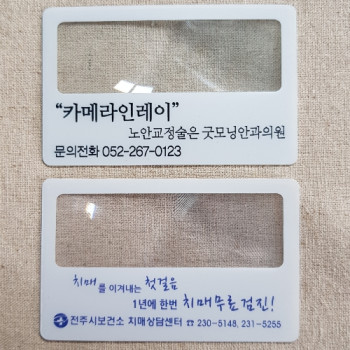 “카메라인레이”
노안교정술은 굿모닝안과의원
문의전화 052-267-0123
치매를 이겨내는 첫걸음
1년에 한번 치매무료검진!
전주시보건소 치매상담센터 ☎ 230-5148, 231-5255